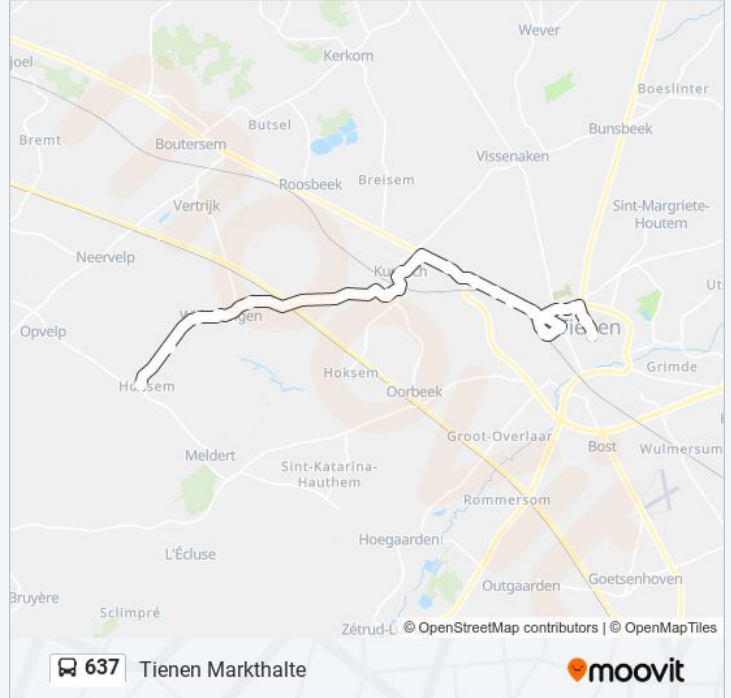 Wever
Kerkom
joel
Boeslinter
Butsel
Bunsbeek
Bremt
Boutersem
Vissenaken
Roosbeek
Breisem
Vertrijk
Sint-Margriete-
Houtem
Neervelp
Opvelp
Hoksem
Oorbeek
Grimde
Groot-Overlaar
Bost
Wulmersum
Meldert
Sint-Katarina-
Hauthem
Rommersom
Hoegaarden
L'Écluse
Goetsenhoven
Outgaarden
Bruyère
Sclimpré
Zétrud-L
© OpenStreetMap contributors | © OpenMapTiles
637 Tienen Markthalte
moovit